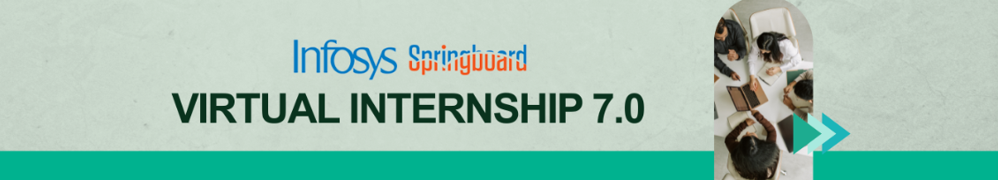 Infosys Springboard
VIRTUAL INTERNSHIP 7.0